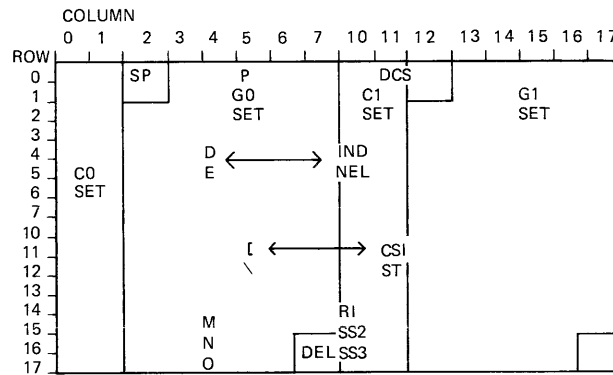 COLUMN
0 1 2 3 4 5 6 7 10 11 12 13 14 15 16 17
ROW
0 SP P DCS
1 G0 C1 G1
2 SET SET SET
3
4 D IND
5 C0 E NEL
6 SET
7
10
11 [ CSI
12 \ ST
13
14 RI
15 M SS2
16 N DEL SS3
17 O